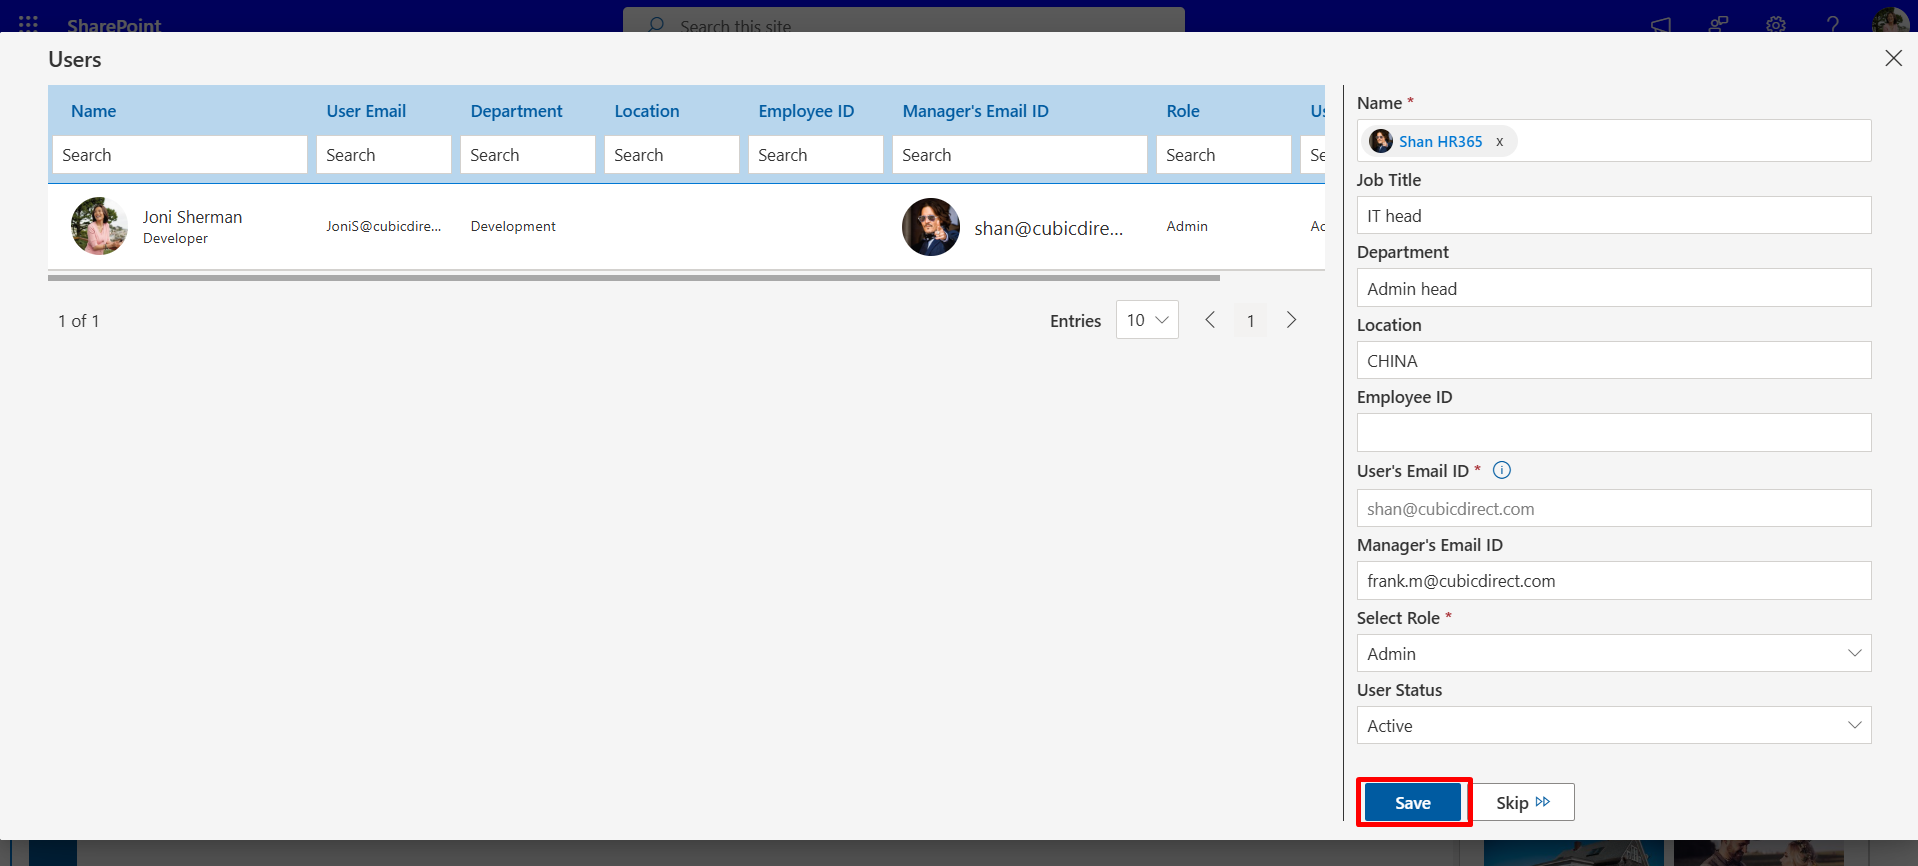 SharePoint
Search this site
Users
Name
User Email
Department
Location
Employee ID
Manager's Email ID
Role
Us
Search
Search
Search
Search
Search
Search
Search
Se
Joni Sherman
Developer
JoniS@cubicdire...
Development
shan@cubicdire...
Admin
Ac
1 of 1
Entries
10
1
Name *
Shan HR365 x
Job Title
IT head
Department
Admin head
Location
CHINA
Employee ID
User's Email ID *
shan@cubicdirect.com
Manager's Email ID
frank.m@cubicdirect.com
Select Role *
Admin
User Status
Active
Save
Skip